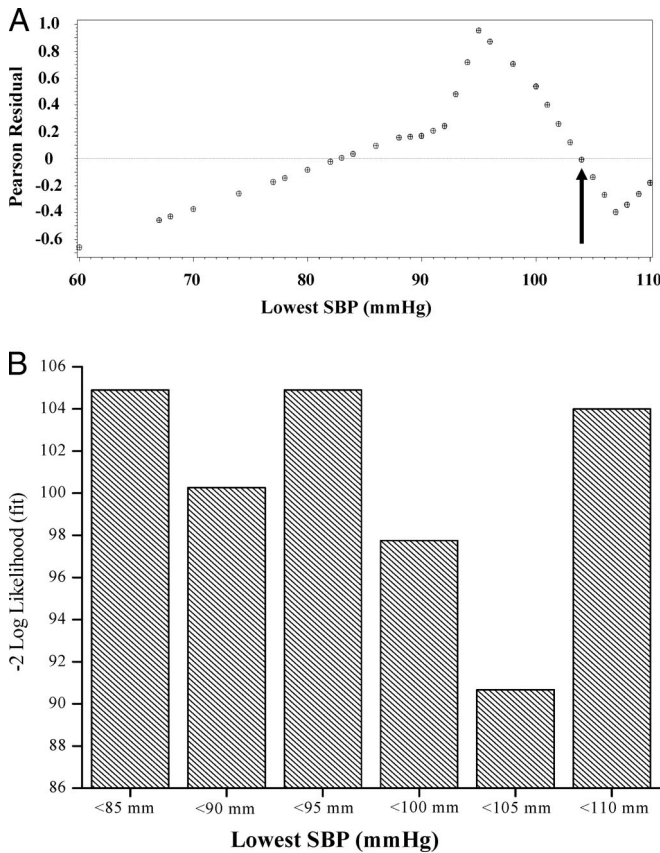 A
Pearson Residual
1.0
0.8
0.6
0.4
0.2
0
-0.2
-0.4
-0.6
60 70 80 90 100 110
Lowest SBP (mmHg)
B
-2 Log Likelihood (fit)
106
104
102
100
98
96
94
92
90
88
86
<85 mm <90 mm <95 mm <100 mm <105 mm <110 mm
Lowest SBP (mmHg)